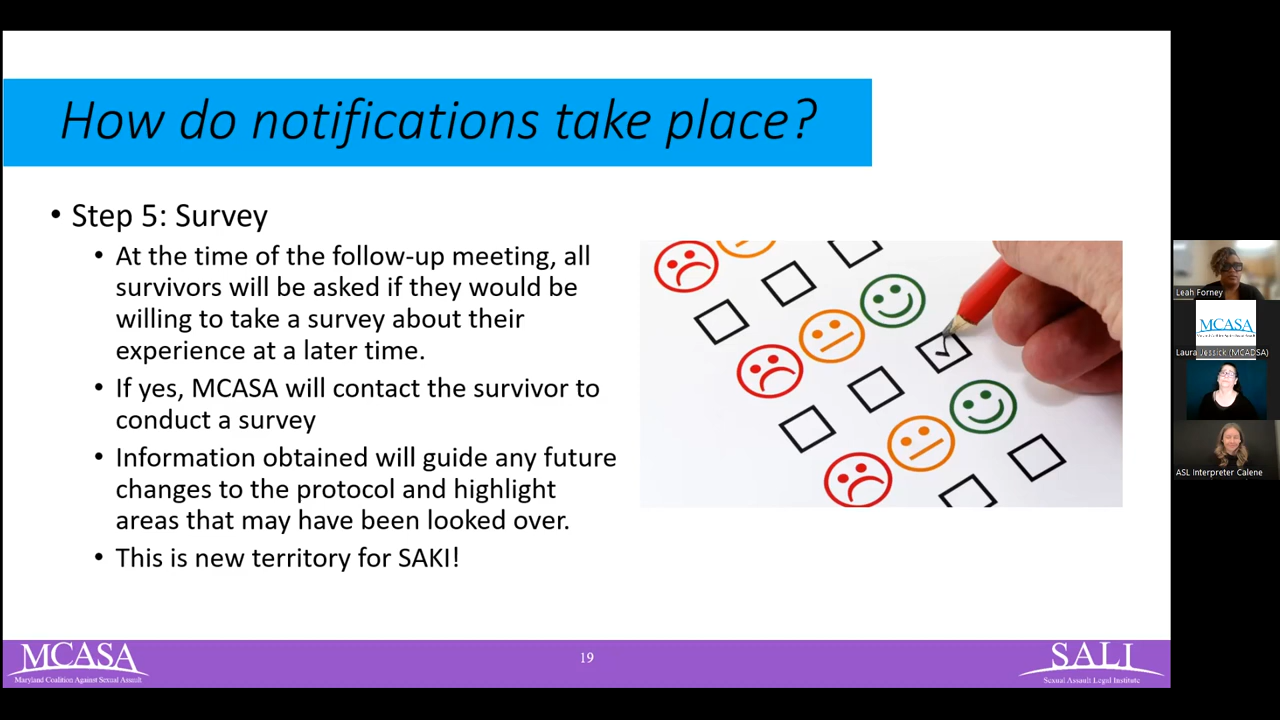 How do notifications take place?
• Step 5: Survey
• At the time of the follow-up meeting, all
survivors will be asked if they would be
willing to take a survey about their
experience at a later time.
• If yes, MCASA will contact the survivor to
conduct a survey
• Information obtained will guide any future
changes to the protocol and highlight
areas that may have been looked over.
• This is new territory for SAKI!
Leah Forney
MCASA
Laura Jessick (MCADSA)
ASL Interpreter Calene
MCASA
Maryland Coalition Against Sexual Assault
19
SALI
Sexual Assault Legal Institute